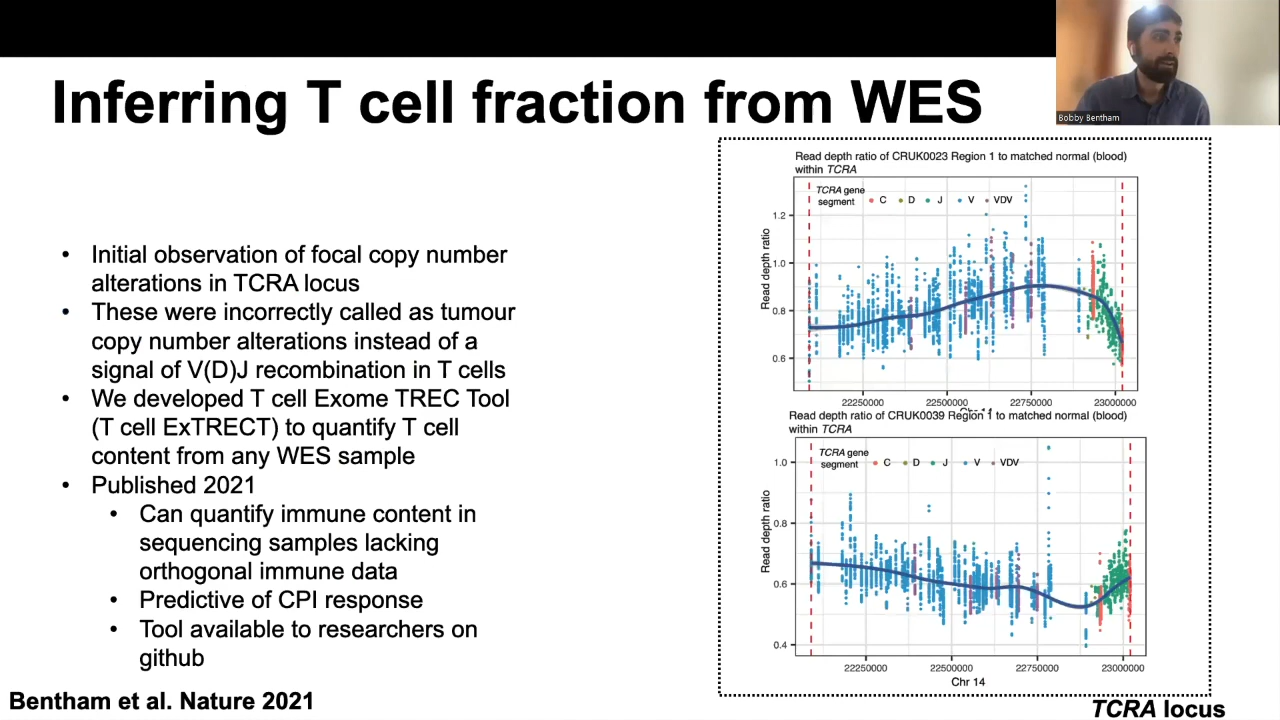 Inferring T cell fraction from WES
Bobby Bentham
• Initial observation of focal copy number
alterations in TCRA locus
• These were incorrectly called as tumour
copy number alterations instead of a
signal of V(D)J recombination in T cells
• We developed T cell Exome TREC Tool
(T cell ExTRECT) to quantify T cell
content from any WES sample
• Published 2021
• Can quantify immune content in
sequencing samples lacking
orthogonal immune data
• Predictive of CPI response
• Tool available to researchers on
github
Bentham et al. Nature 2021
Read depth ratio of CRUK0023 Region 1 to matched normal (blood)
within TCRA
TCRA gene
segment
C D J V VDV
Read depth ratio
1.2
1.0
0.8
0.6
22250000 22500000 22750000 23000000
Read depth ratio of CRUK0039 Region 1 to matched normal (blood)
within TCRA
TCRA gene
segment
C D J V VDV
Read depth ratio
1.0
0.8
0.6
0.4
22250000 22500000 22750000 23000000
Chr 14
TCRA locus